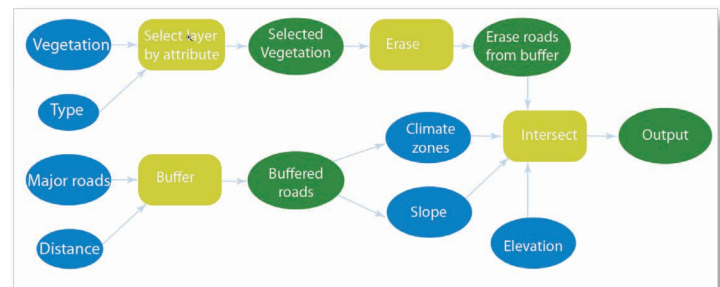 Vegetation
Select layer
by attribute
Selected
Vegetation
Erase
Erase roads
from buffer
Type
Climate
zones
Intersect
Output
Major roads
Buffer
Buffered
roads
Slope
Distance
Elevation